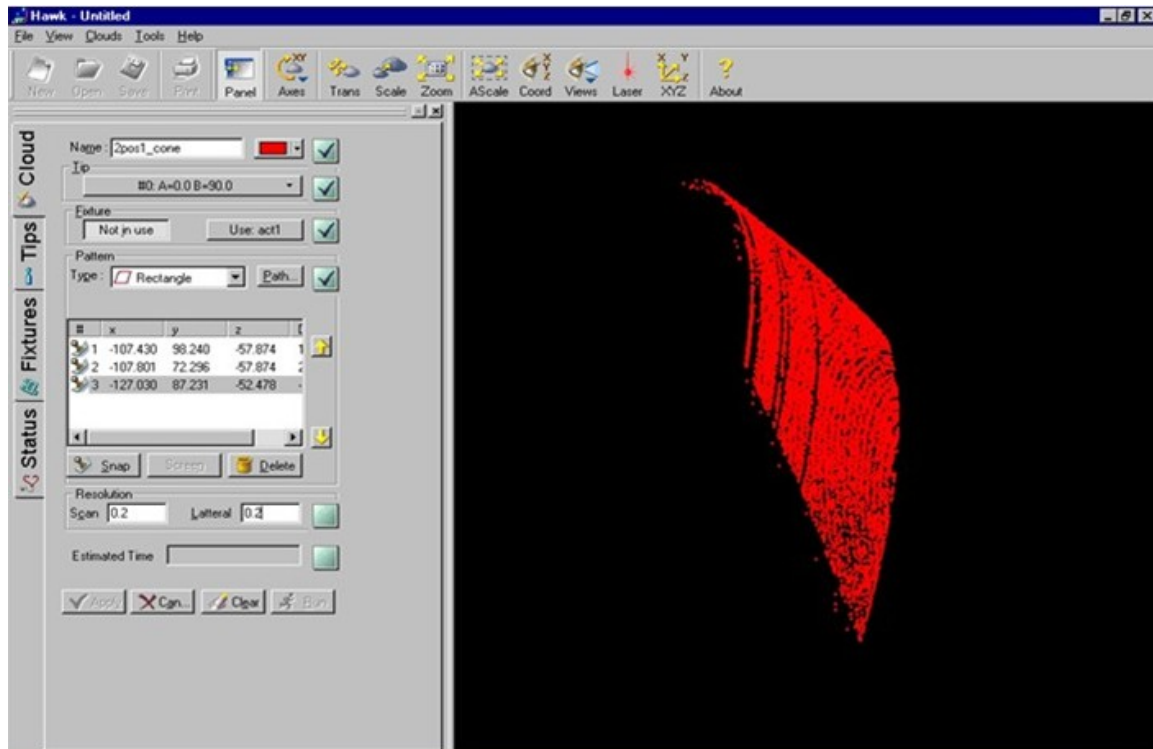 Hawk - Untitled
File View Clouds Tools Help
New Open Save Print Panel Axes Trans Scale Zoom AScale Coord Views Laser XYZ About
Cloud
Tips
Fixtures
Status
Name: 2pos1_cone
Tip
#0: A=0.0 B=90.0
Fixture
Not in use Use: act1
Pattern
Type: Rectangle Path...
# x y z
1 -107.430 98.240 -57.874 1
2 -107.801 72.296 -57.874 2
3 -127.030 87.231 -52.478 -
Snap Screen Delete
Resolution
Scan 0.2 Latteral 0.2
Estimated Time
Apply Can... Clear Run